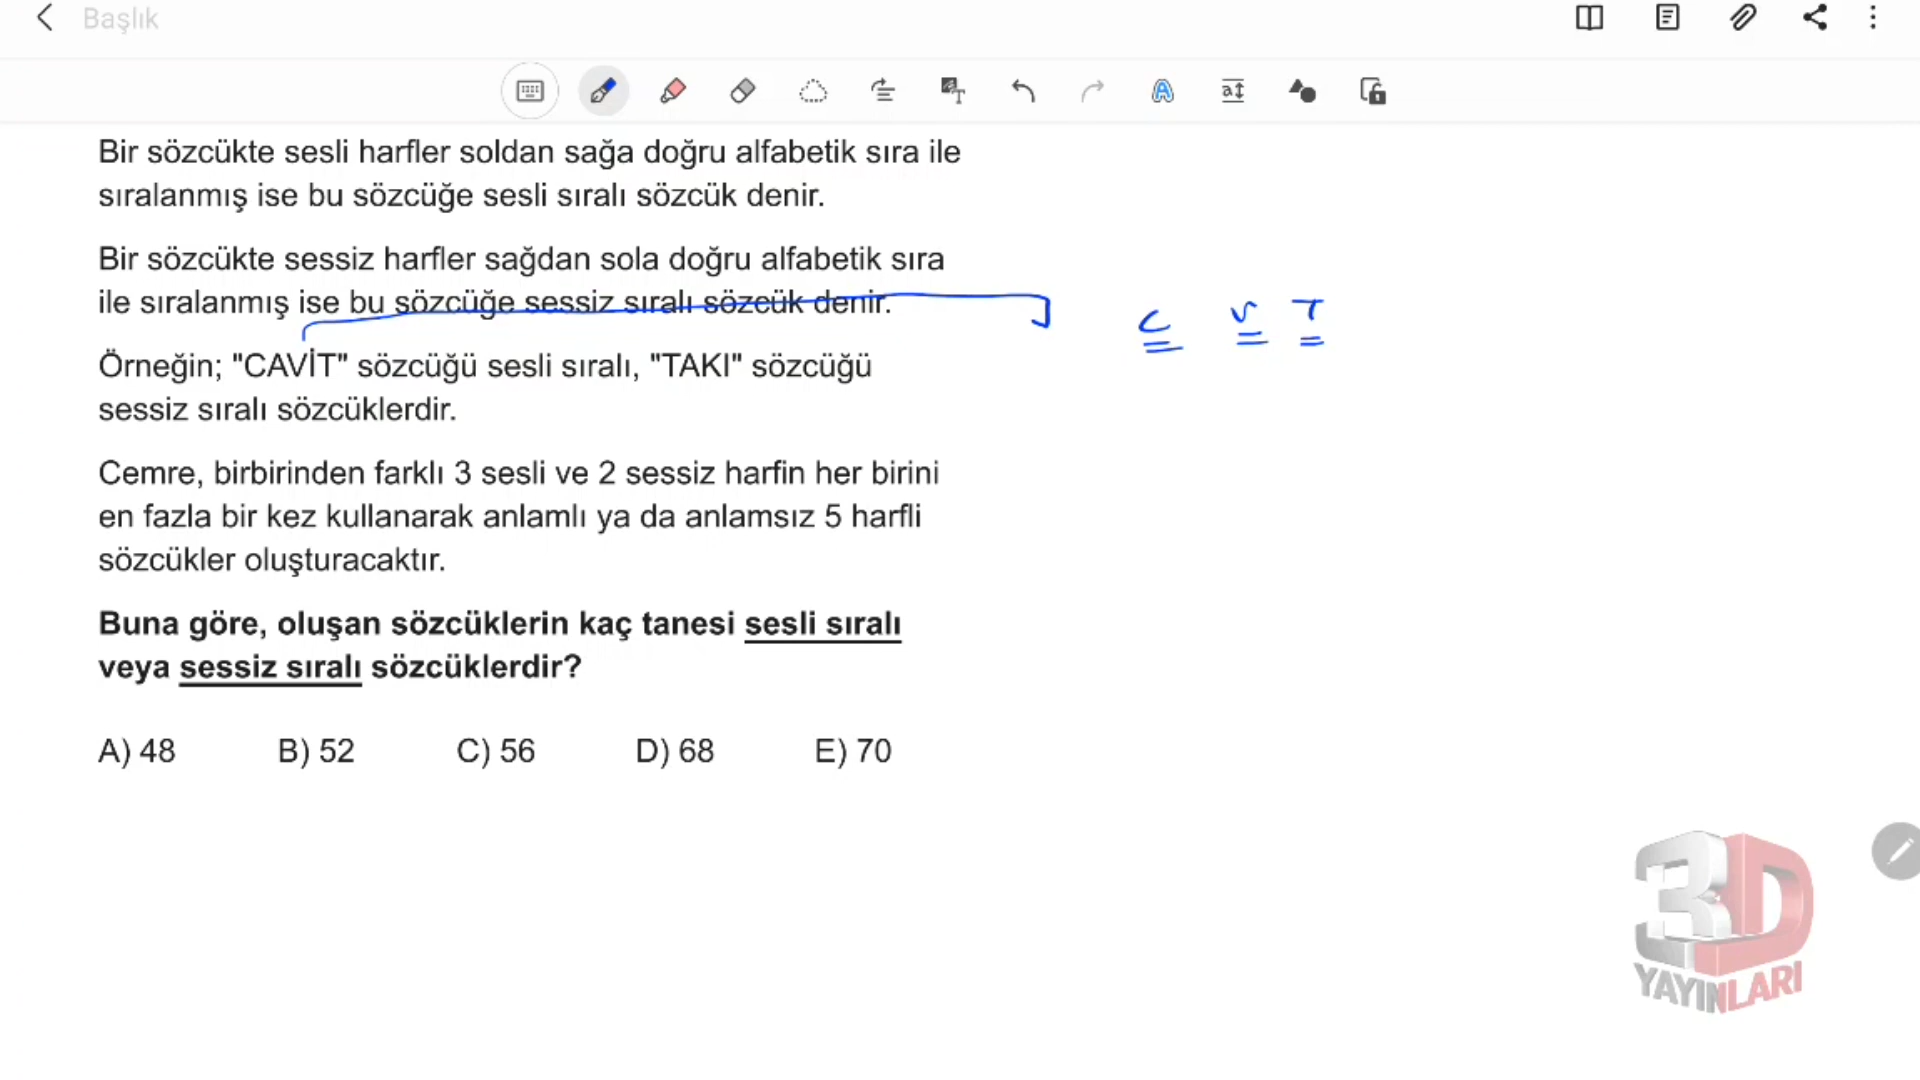 Başlık
Bir sözcükte sesli harfler soldan sağa doğru alfabetik sıra ile
sıralanmış ise bu sözcüğe sesli sıralı sözcük denir.
Bir sözcükte sessiz harfler sağdan sola doğru alfabetik sıra
ile sıralanmış ise bu sözcüğe sessiz sıralı sözcük denir.
C V T
Örneğin; "CAVİT" sözcüğü sesli sıralı, "TAKI" sözcüğü
sessiz sıralı sözcüklerdir.
Cemre, birbirinden farklı 3 sesli ve 2 sessiz harfin her birini
en fazla bir kez kullanarak anlamlı ya da anlamsız 5 harfli
sözcükler oluşturacaktır.
Buna göre, oluşan sözcüklerin kaç tanesi sesli sıralı
veya sessiz sıralı sözcüklerdir?
A) 48 B) 52 C) 56 D) 68 E) 70
3D
YAYINLARI